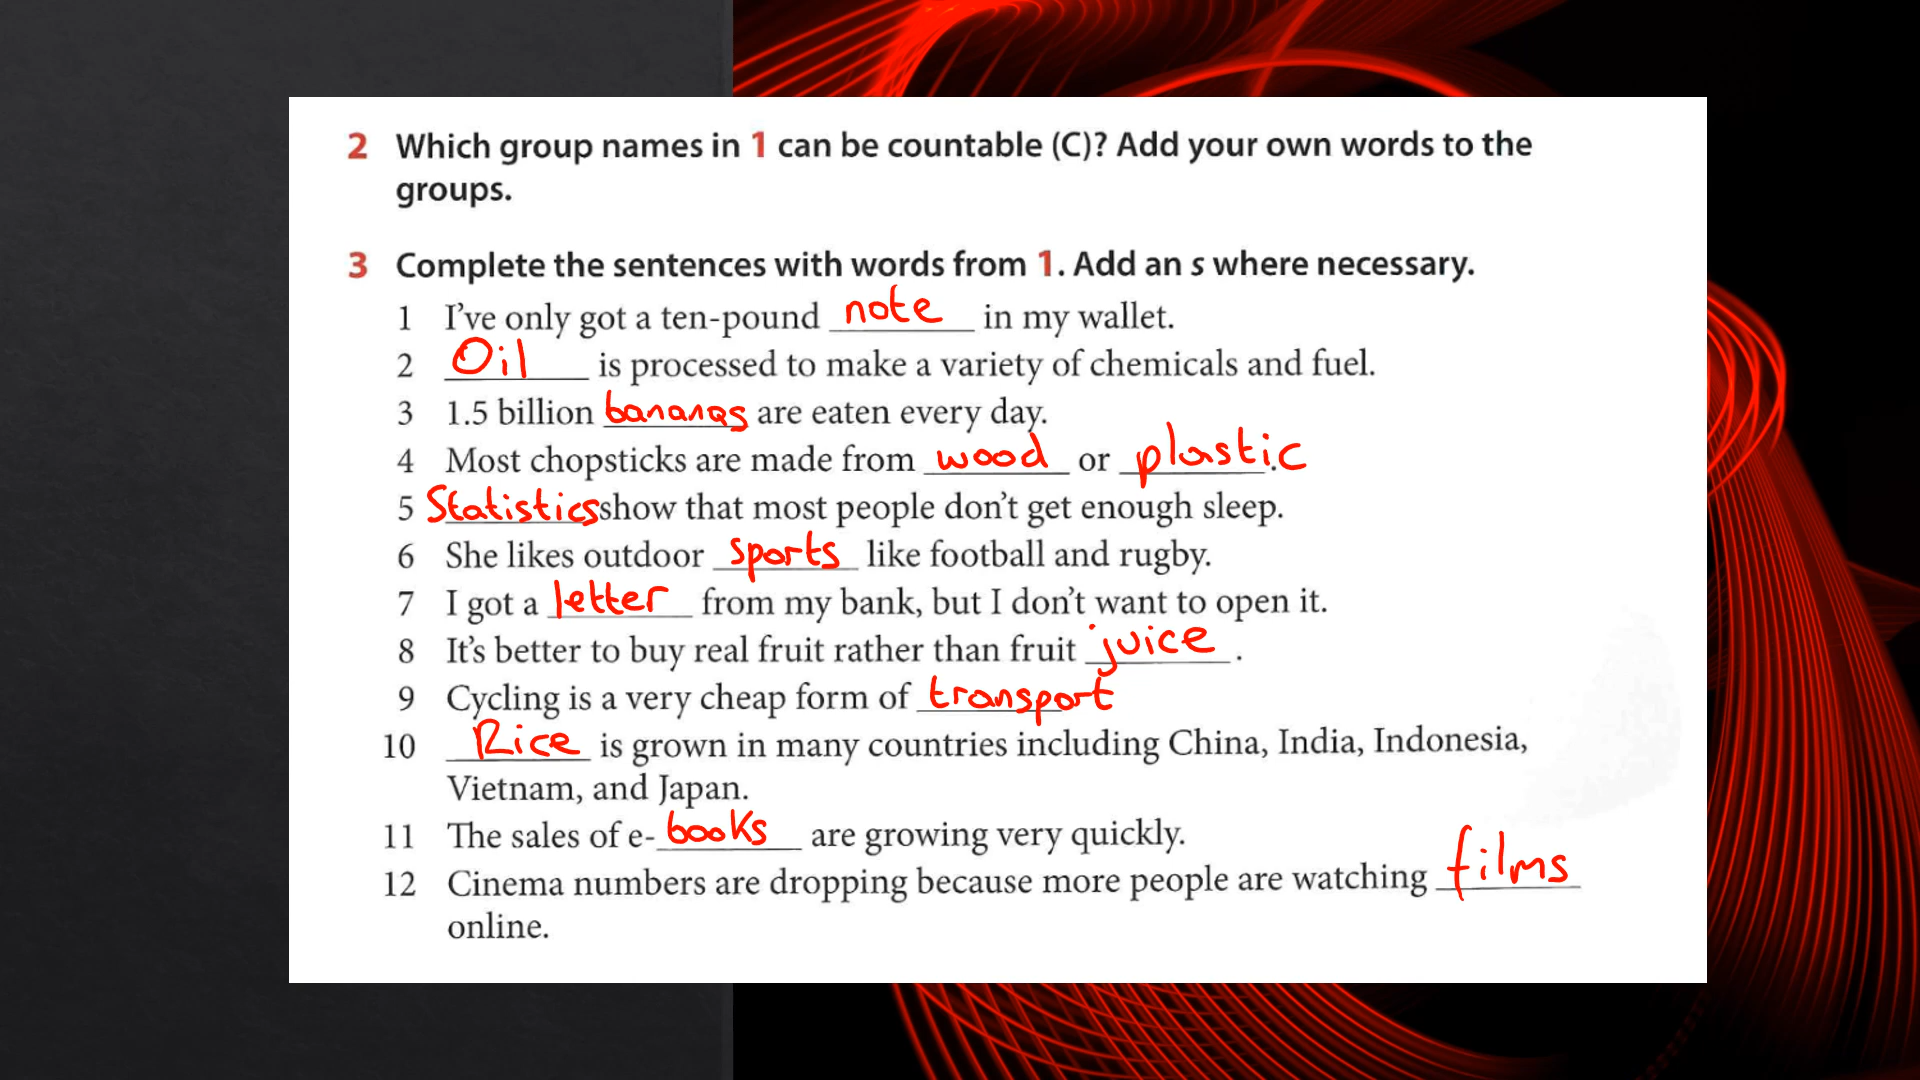 2 Which group names in 1 can be countable (C)? Add your own words to the
groups.
3 Complete the sentences with words from 1. Add an s where necessary.
1 I've only got a ten-pound note in my wallet.
2 Oil is processed to make a variety of chemicals and fuel.
3 1.5 billion bananas are eaten every day.
4 Most chopsticks are made from wood or plastic.
5 Statistics show that most people don't get enough sleep.
6 She likes outdoor sports like football and rugby.
7 I got a letter from my bank, but I don't want to open it.
8 It's better to buy real fruit rather than fruit juice.
9 Cycling is a very cheap form of transport
10 Rice is grown in many countries including China, India, Indonesia,
Vietnam, and Japan.
11 The sales of e-books are growing very quickly.
12 Cinema numbers are dropping because more people are watching films
online.